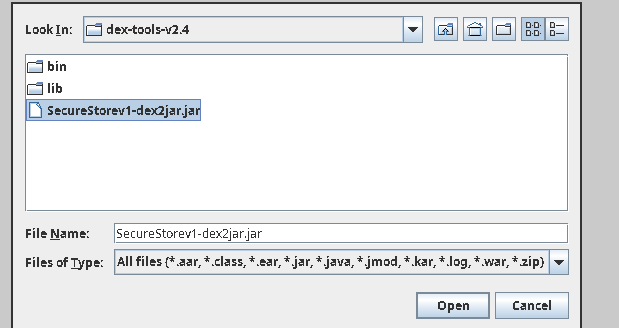 Look In: dex-tools-v2.4
bin
lib
SecureStorev1-dex2jar.jar
File Name: SecureStorev1-dex2jar.jar
Files of Type: All files (*.aar, *.class, *.ear, *.jar, *.java, *.jmod, *.kar, *.log, *.war, *.zip)
Open Cancel